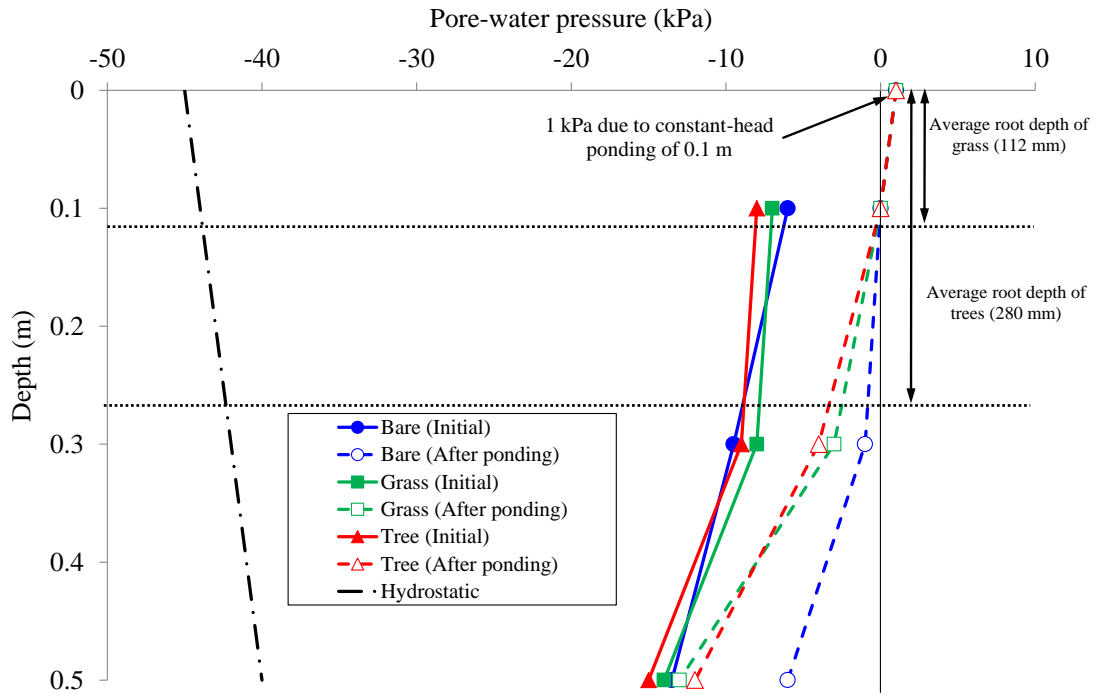 Pore-water pressure (kPa)
-50 -40 -30 -20 -10 0 10
0
0.1
0.2
0.3
0.4
0.5
Depth (m)
1 kPa due to constant-head
ponding of 0.1 m
Average root depth of
grass (112 mm)
Average root depth of
trees (280 mm)
Bare (Initial)
Bare (After ponding)
Grass (Initial)
Grass (After ponding)
Tree (Initial)
Tree (After ponding)
Hydrostatic